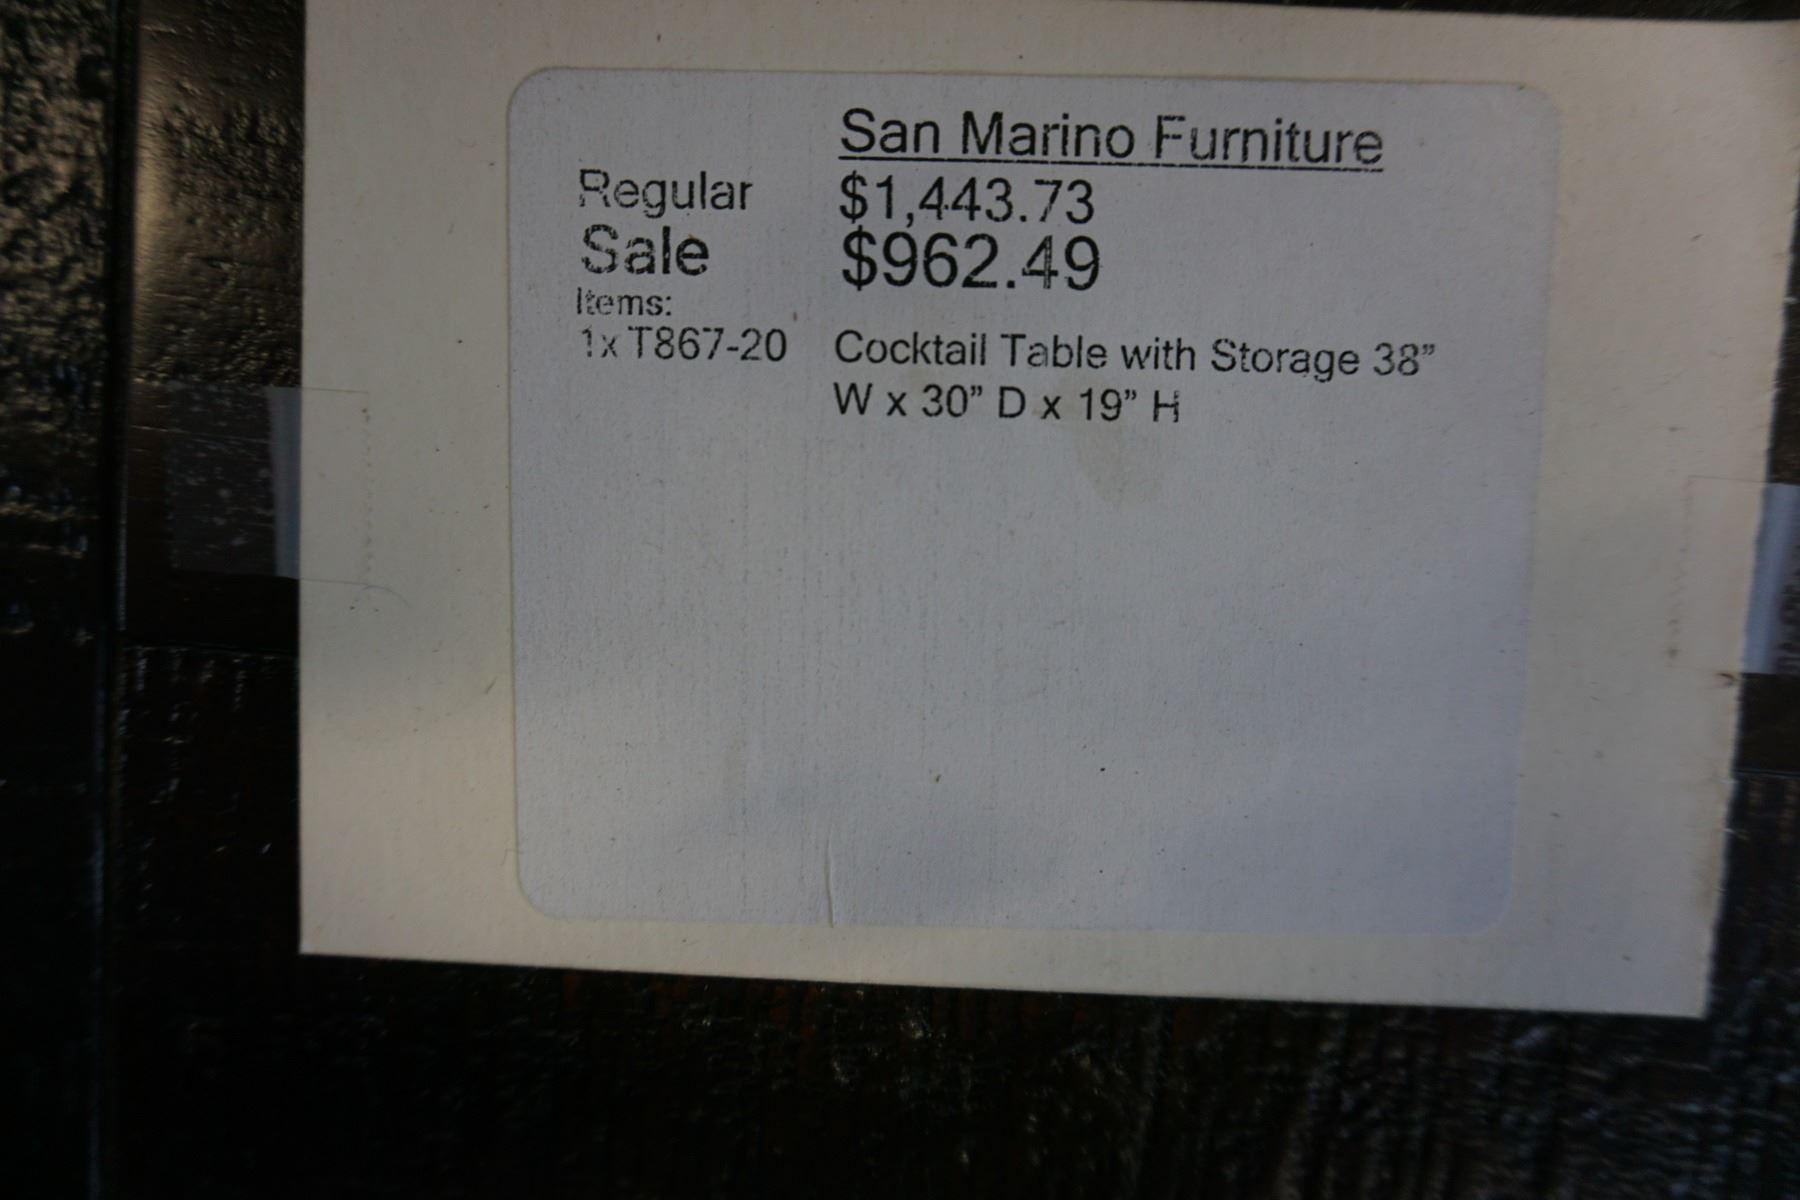 San Marino Furniture
Regular $1,443.73
Sale $962.49
Items:
1x T867-20 Cocktail Table with Storage 38”
W x 30” D x 19” H